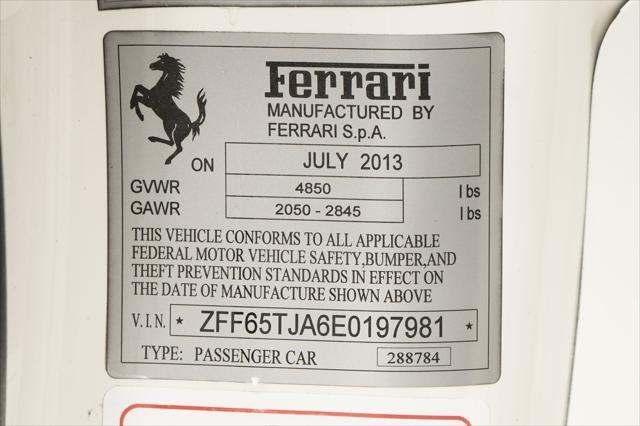 Ferrari
MANUFACTURED BY
FERRARI S.p.A.
ON JULY 2013
GVWR 4850 lbs
GAWR 2050 - 2845 lbs
THIS VEHICLE CONFORMS TO ALL APPLICABLE
FEDERAL MOTOR VEHICLE SAFETY,BUMPER,AND
THEFT PREVENTION STANDARDS IN EFFECT ON
THE DATE OF MANUFACTURE SHOWN ABOVE
V.I.N. * ZFF65TJA6E0197981 *
TYPE: PASSENGER CAR 288784